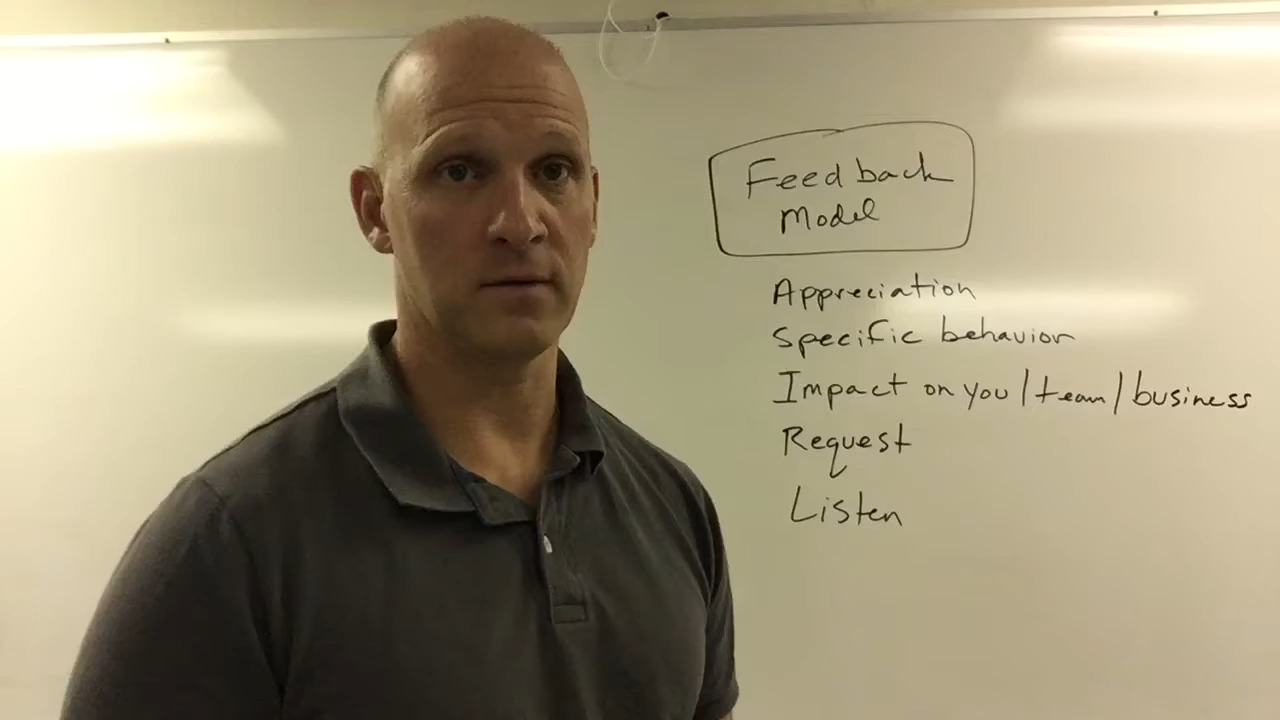 Feedback
Model
Appreciation
Specific behavior
Impact on you/team/business
Request
Listen